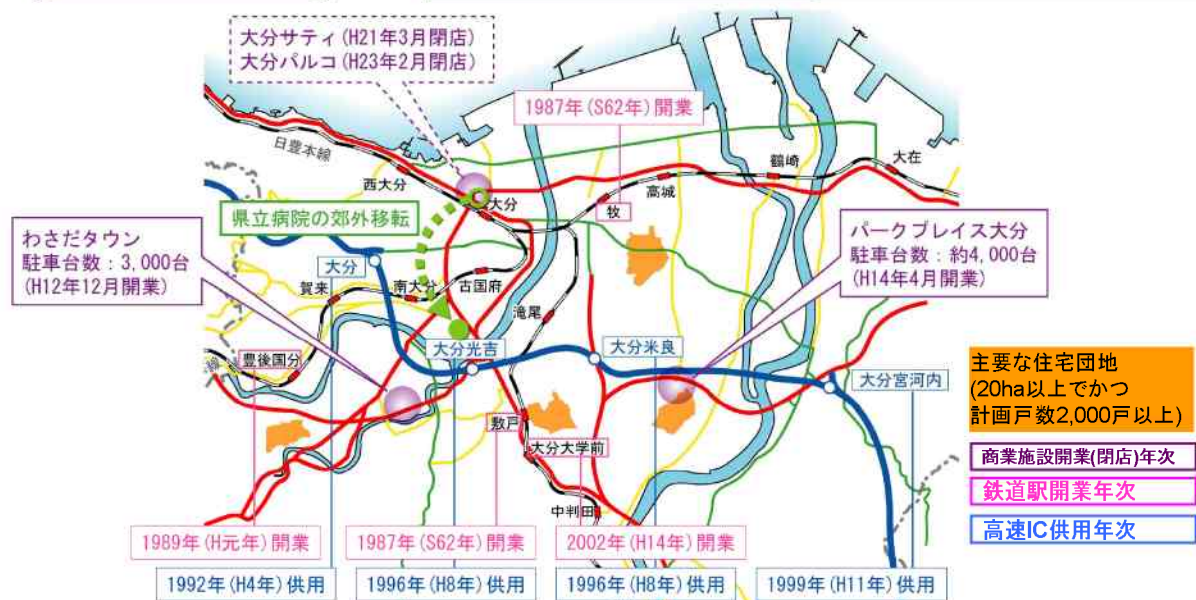 大分サティ(H21年3月閉店)
大分パルコ(H23年2月閉店)
1987年(S62年)開業
日豊本線
西大分
大分
牧
高城
鶴崎
大在
県立病院の郊外移転
わさだタウン
駐車台数：3,000台
(H12年12月開業)
パークプレイス大分
駐車台数：約4,000台
(H14年4月開業)
大分
賀来
南大分
古国府
滝尾
豊後国分
大分光吉
大分米良
大分宮河内
線
敷戸
大分大学前
中判田
主要な住宅団地
(20ha以上でかつ
計画戸数2,000戸以上)
商業施設開業(閉店)年次
鉄道駅開業年次
高速IC供用年次
1989年(H元年)開業
1987年(S62年)開業
2002年(H14年)開業
1992年(H4年)供用
1996年(H8年)供用
1996年(H8年)供用
1999年(H11年)供用